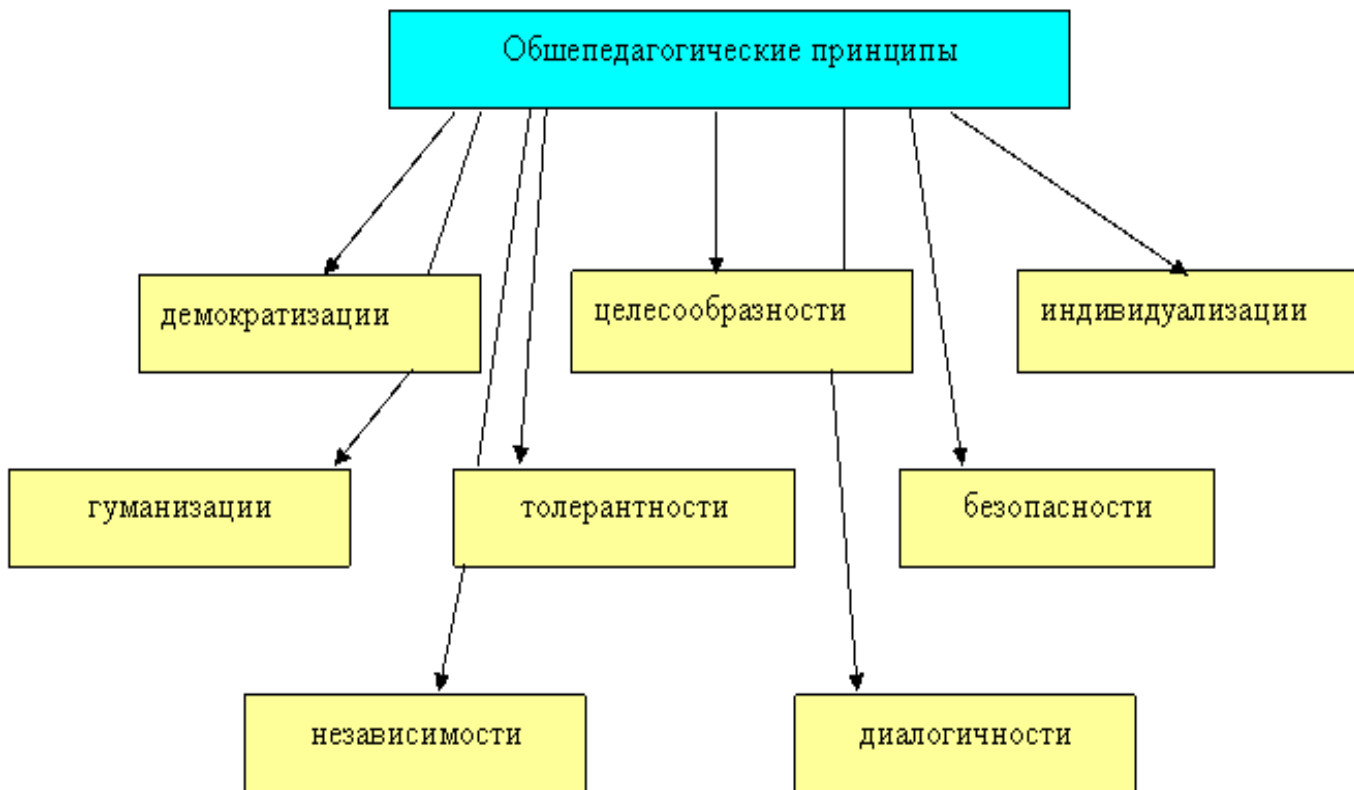 Обшепедагогические принципы
демократизации
целесообразности
индивидуализации
гуманизации
толерантности
безопасности
независимости
диалогичности